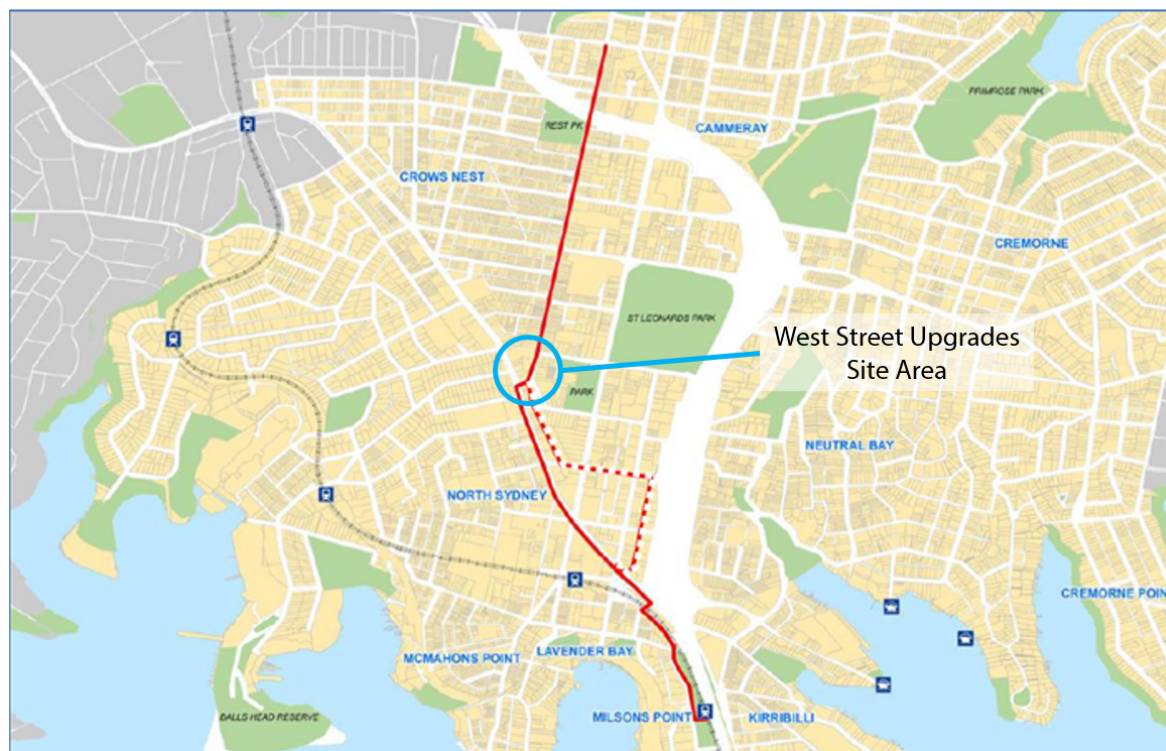 PRIMROSE PARK
REST PK
CAMMERAY
CROWS NEST
CREMORNE
ST LEONARDS PARK
West Street Upgrades
Site Area
PARK
NEUTRAL BAY
NORTH SYDNEY
CREMORNE POIN
LAVENDER BAY
MCMAHONS POINT
BALLS HEAD RESERVE
MILSONS POINT
KIRRIBILLI